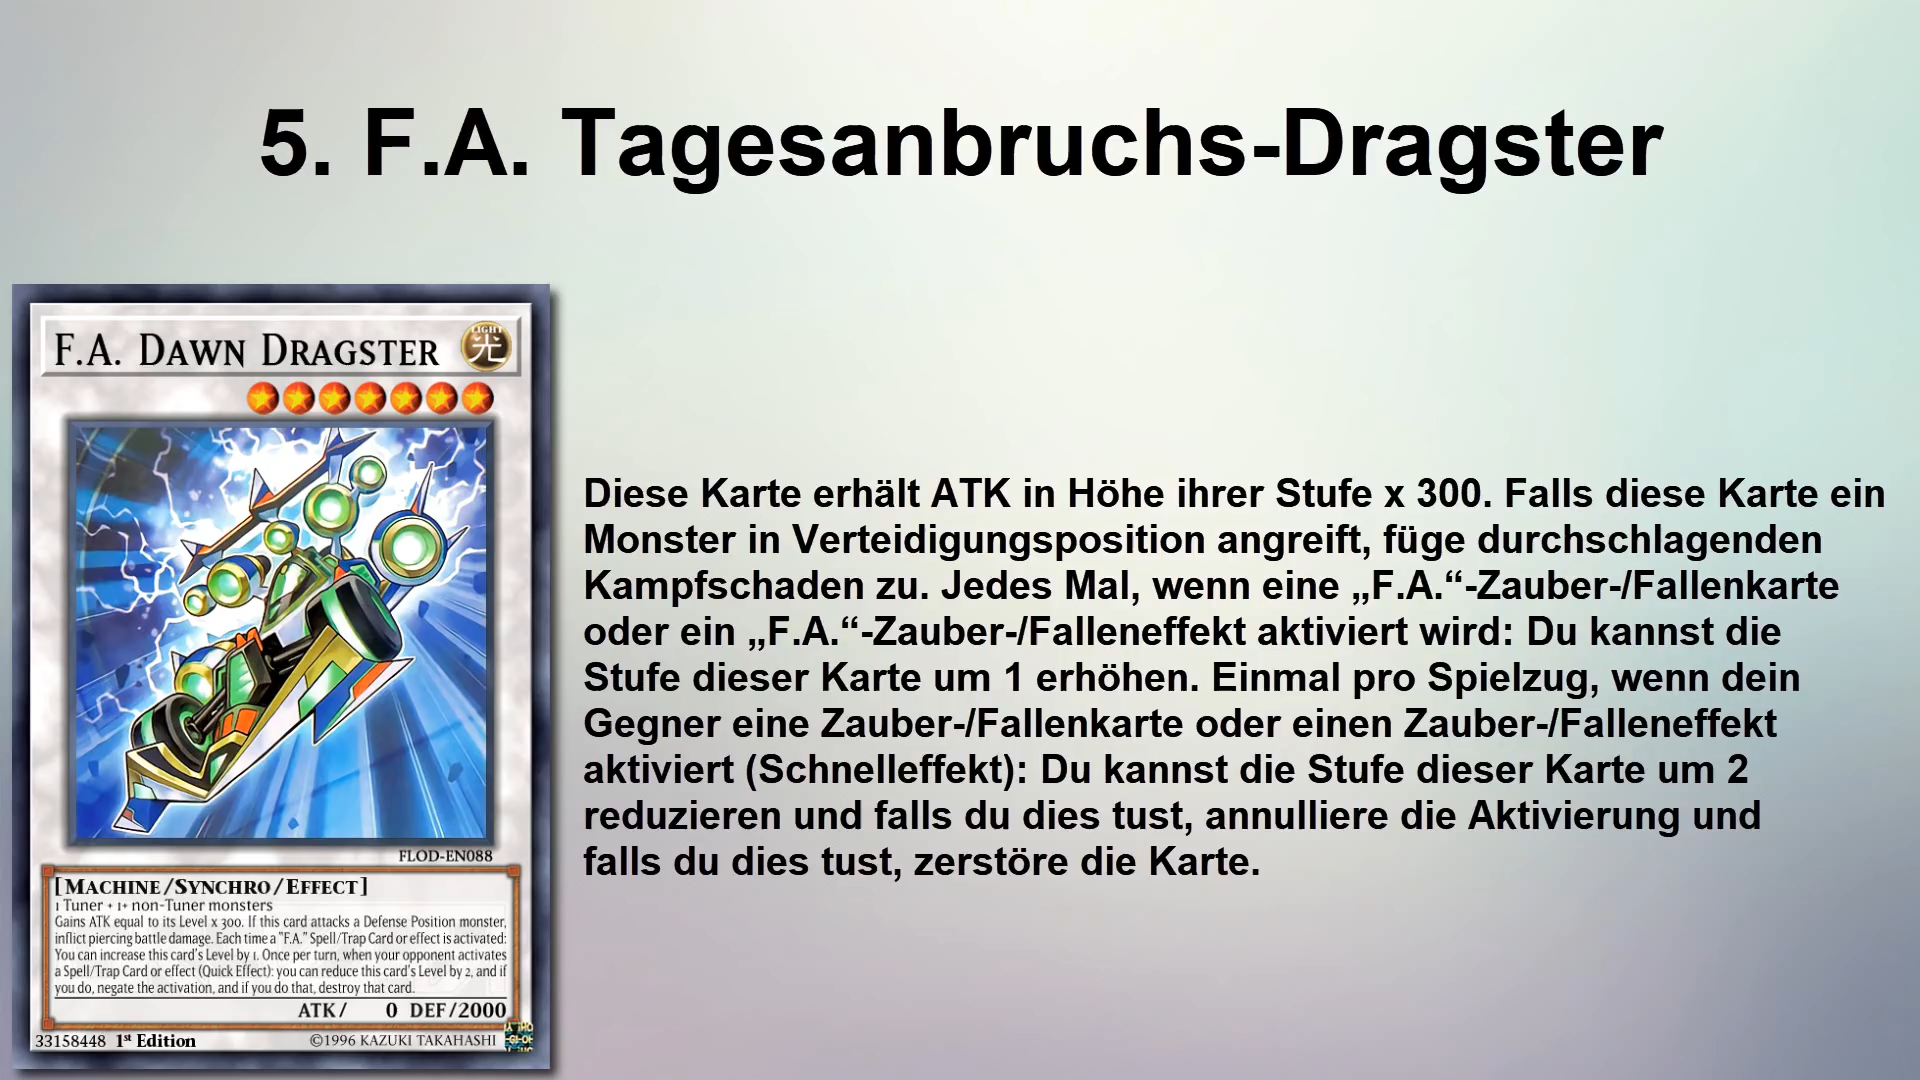 5. F.A. Tagesanbruchs-Dragster
F.A. DAWN DRAGSTER
LIGHT
光
FLOD-EN088
[MACHINE/SYNCHRO/EFFECT]
1 Tuner + 1+ non-Tuner monsters
Gains ATK equal to its Level x 300. If this card attacks a Defense Position monster,
inflict piercing battle damage. Each time a "F.A." Spell/Trap Card or effect is activated:
You can increase this card's Level by 1. Once per turn, when your opponent activates
a Spell/Trap Card or effect (Quick Effect): you can reduce this card's Level by 2, and if
you do, negate the activation, and if you do that, destroy that card.
ATK/ 0 DEF/2000
33158448 1st Edition ©1996 KAZUKI TAKAHASHI
Diese Karte erhält ATK in Höhe ihrer Stufe x 300. Falls diese Karte ein
Monster in Verteidigungsposition angreift, füge durchschlagenden
Kampfschaden zu. Jedes Mal, wenn eine „F.A.“-Zauber-/Fallenkarte
oder ein „F.A.“-Zauber-/Falleneffekt aktiviert wird: Du kannst die
Stufe dieser Karte um 1 erhöhen. Einmal pro Spielzug, wenn dein
Gegner eine Zauber-/Fallenkarte oder einen Zauber-/Falleneffekt
aktiviert (Schnelleffekt): Du kannst die Stufe dieser Karte um 2
reduzieren und falls du dies tust, annulliere die Aktivierung und
falls du dies tust, zerstöre die Karte.